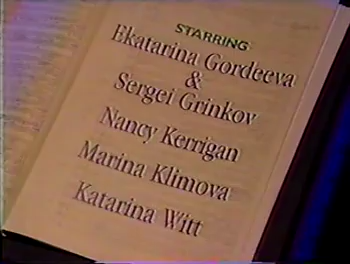 STARRING
Ekatarina Gordeeva
&
Sergei Grinkov
Nancy Kerrigan
Marina Klimova
Katarina Witt